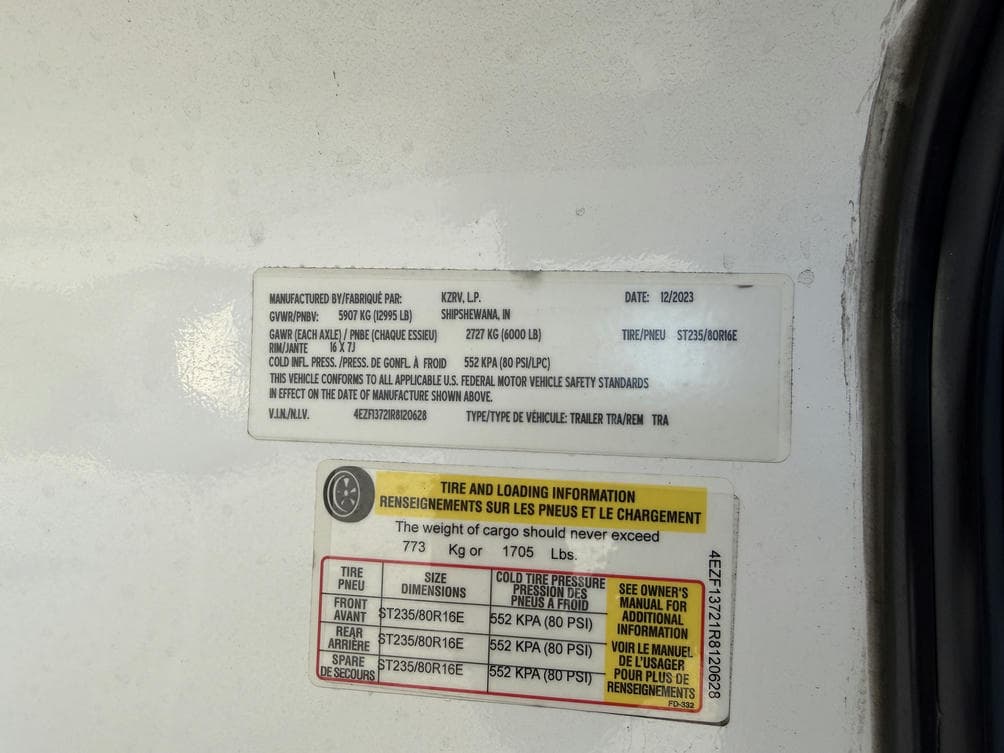 MANUFACTURED BY/FABRIQUÉ PAR: KZRV, L.P. DATE: 12/2023
GVWR/PNBV: 5907 KG (12995 LB) SHIPSHEWANA, IN
GAWR (EACH AXLE) / PNBE (CHAQUE ESSIEU) 2727 KG (6000 LB) TIRE/PNEU ST235/80R16E
RIM/JANTE 16 X 7J
COLD INFL. PRESS. /PRESS. DE GONFL. À FROID 552 KPA (80 PSI/LPC)
THIS VEHICLE CONFORMS TO ALL APPLICABLE U.S. FEDERAL MOTOR VEHICLE SAFETY STANDARDS
IN EFFECT ON THE DATE OF MANUFACTURE SHOWN ABOVE.
V.I.N./N.I.V. 4EZF13721R8120628 TYPE/TYPE DE VÉHICULE: TRAILER TRA/REM TRA
TIRE AND LOADING INFORMATION
RENSEIGNEMENTS SUR LES PNEUS ET LE CHARGEMENT
The weight of cargo should never exceed
773 Kg or 1705 Lbs.
TIRE
PNEU
SIZE
DIMENSIONS
COLD TIRE PRESSURE
PRESSION DES
PNEUS A FROID
FRONT
AVANT
ST235/80R16E
552 KPA (80 PSI)
REAR
ARRIÈRE
ST235/80R16E
552 KPA (80 PSI)
SPARE
DE SECOURS
ST235/80R16E
552 KPA (80 PSI)
SEE OWNER'S
MANUAL FOR
ADDITIONAL
INFORMATION
VOIR LE MANUEL
DE L'USAGER
POUR PLUS DE
RENSEIGNEMENTS
FD-332
4EZF13721R8120628